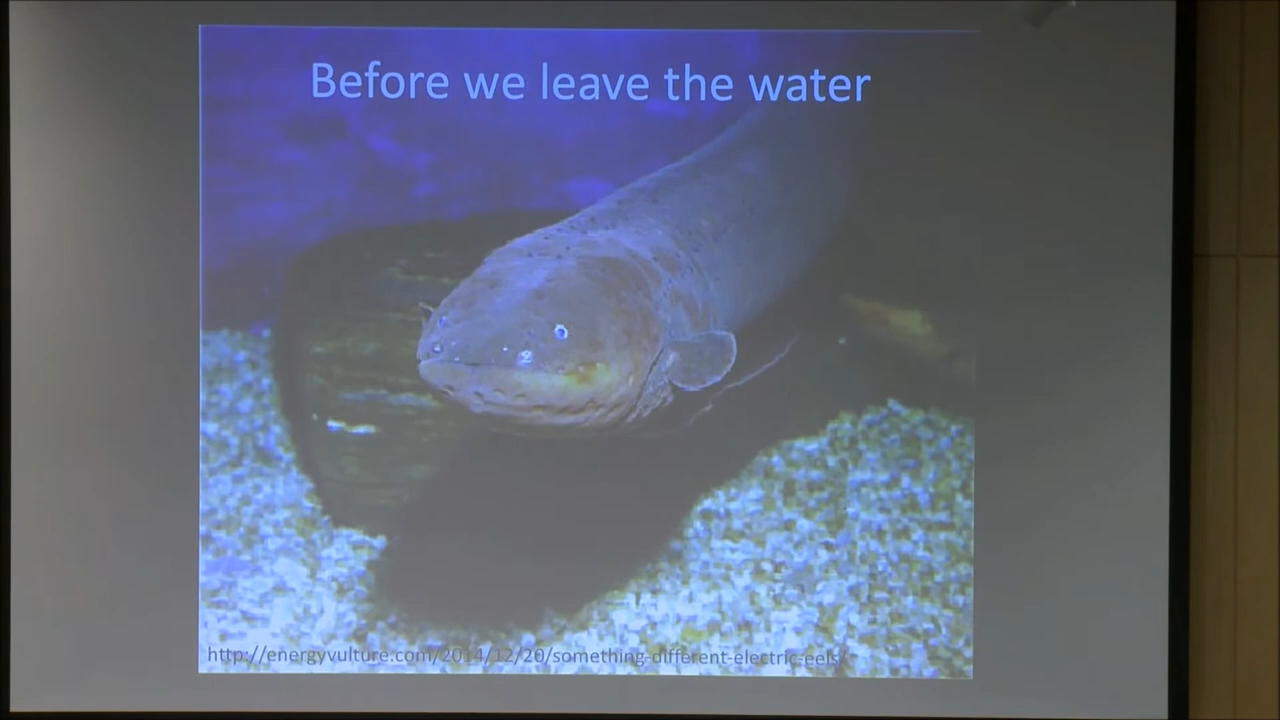 Before we leave the water
http://energyvulture.com/2014/12/20/something-different-electric-eels/